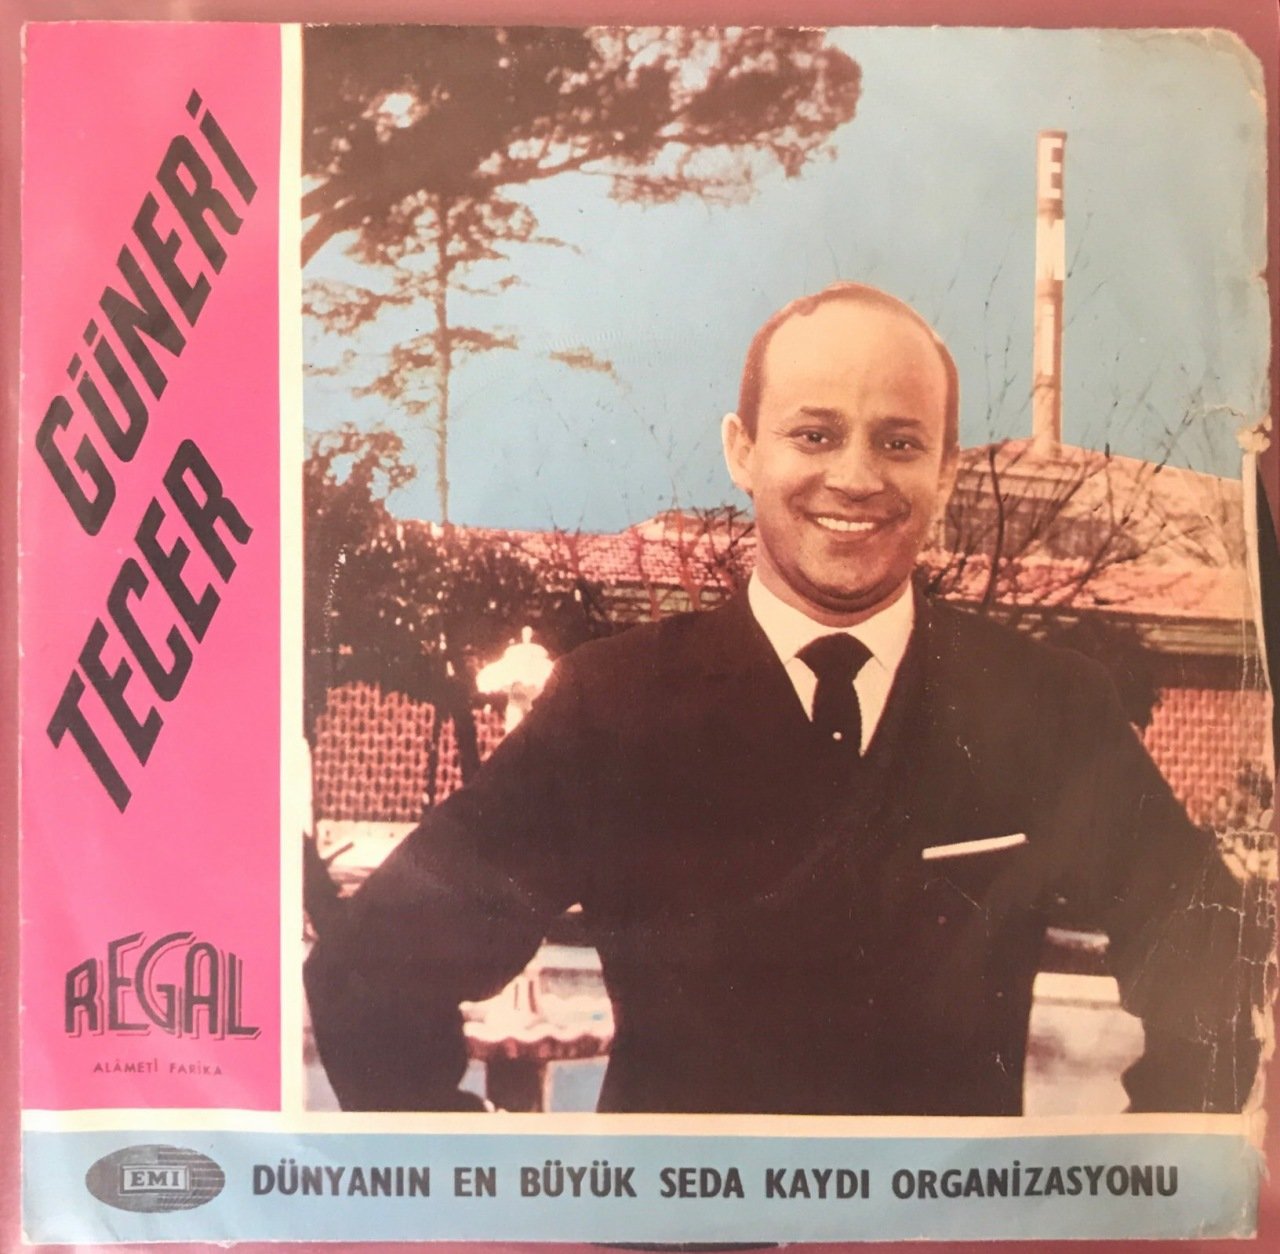 GÜNERİ
TECER
REGAL
ALÂMETİ FARİKA
EMI
DÜNYANIN EN BÜYÜK SEDA KAYDI ORGANİZASYONU